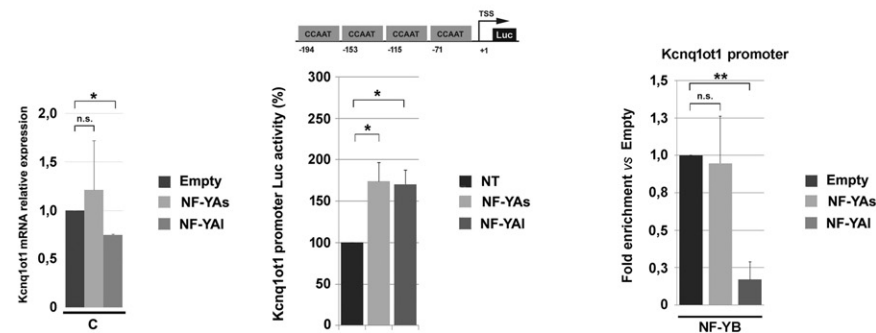 Kcnq1ot1 mRNA relative expression
2,0
1,5
1,0
0,5
0
*
n.s.
C
Empty
NF-YAs
NF-YAl
TSS
CCAAT CCAAT CCAAT CCAAT Luc
-194 -153 -115 -71 +1
Kcnq1ot1 promoter Luc activity (%)
300
250
200
150
100
50
0
*
*
NT
NF-YAs
NF-YAl
Kcnq1ot1 promoter
Fold enrichment vs Empty
1,5
1,3
1,0
0,8
0,5
0,3
0,0
**
n.s.
NF-YB
Empty
NF-YAs
NF-YAl